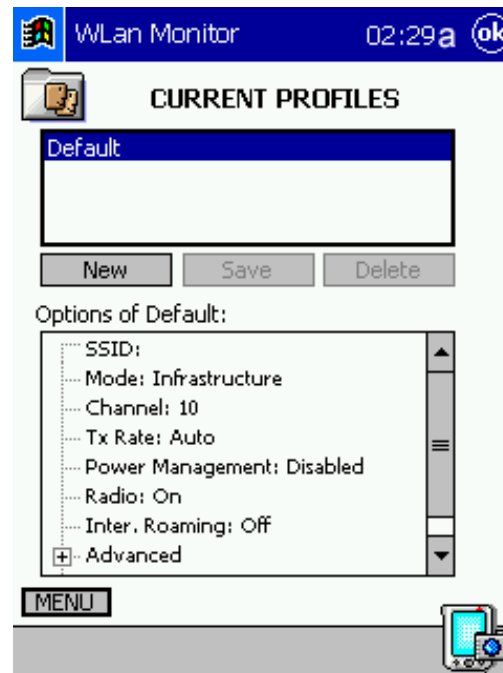 WLan Monitor 02:29a ok
CURRENT PROFILES
Default
New Save Delete
Options of Default:
SSID:
Mode: Infrastructure
Channel: 10
Tx Rate: Auto
Power Management: Disabled
Radio: On
Inter. Roaming: Off
Advanced
MENU